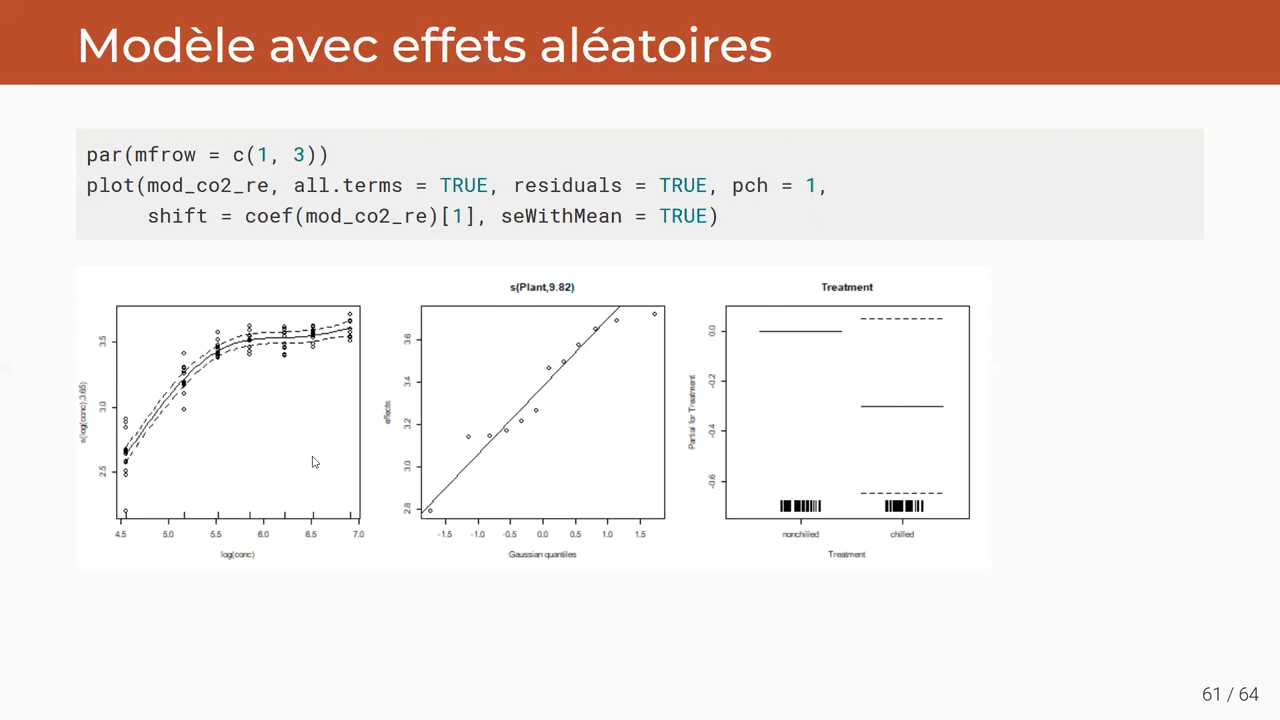 Modèle avec effets aléatoires
par(mfrow = c(1, 3))
plot(mod_co2_re, all.terms = TRUE, residuals = TRUE, pch = 1,
shift = coef(mod_co2_re)[1], seWithMean = TRUE)
s(log(conc),3.65)
3.5
3.0
2.5
4.5 5.0 5.5 6.0 6.5 7.0
log(conc)
s(Plant,9.82)
effects
3.6
3.4
3.2
3.0
2.8
-1.5 -1.0 -0.5 0.0 0.5 1.0 1.5
Gaussian quantiles
Treatment
Partial for Treatment
0.0
-0.2
-0.4
-0.6
nonchilled chilled
Treatment
61 / 64